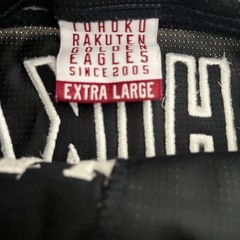 TOHOKU
RAKUTEN
GOLDEN
EAGLES
SINCE 2005
EXTRA LARGE